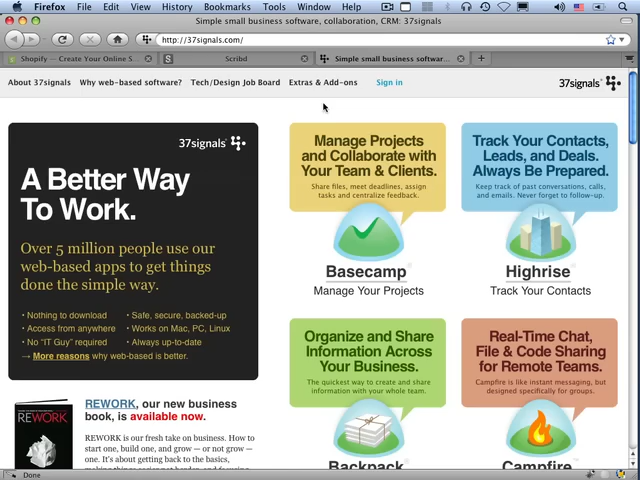 Firefox File Edit View History Bookmarks Tools Window Help
Simple small business software, collaboration, CRM: 37signals
http://37signals.com/
Shopify — Create Your Online S...
Scribd
Simple small business softwar...
About 37signals Why web-based software? Tech/Design Job Board Extras & Add-ons Sign in
37signals
37signals
A Better Way
To Work.
Over 5 million people use our
web-based apps to get things
done the simple way.
• Nothing to download
• Safe, secure, backed-up
• Access from anywhere
• Works on Mac, PC, Linux
• No “IT Guy” required
• Always up-to-date
→ More reasons why web-based is better.
Manage Projects
and Collaborate with
Your Team & Clients.
Share files, meet deadlines, assign
tasks and centralize feedback.
Basecamp
Manage Your Projects
Track Your Contacts,
Leads, and Deals.
Always Be Prepared.
Keep track of past conversations, calls,
and emails. Never forget to follow-up.
Highrise
Track Your Contacts
REWORK
REWORK, our new business
book, is available now.
REWORK is our fresh take on business. How to
start one, build one, and grow — or not grow —
one. It's about getting back to the basics,
Organize and Share
Information Across
Your Business.
The quickest way to create and share
information with your whole team.
Backpack
Real-Time Chat,
File & Code Sharing
for Remote Teams.
Campfire is like instant messaging, but
designed specifically for groups.
Campfire
Done